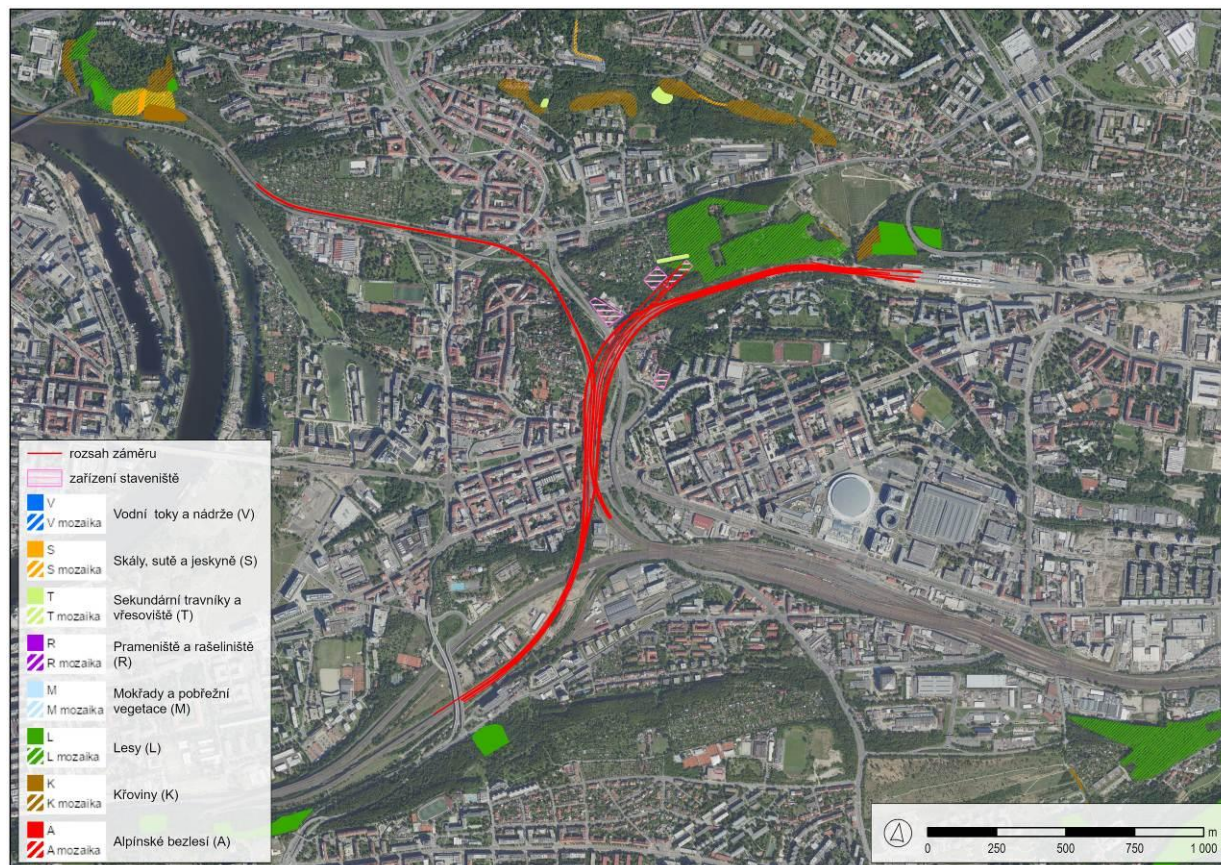 rozsah záměru
zařízení staveniště
V
V mozaika
Vodní toky a nádrže (V)
S
S mozaika
Skály, sutě a jeskyně (S)
T
T mozaika
Sekundární travníky a
vřesoviště (T)
R
R mozaika
Prameniště a rašeliniště
(R)
M
M mozaika
Mokřady a pobřežní
vegetace (M)
L
L mozaika
Lesy (L)
K
K mozaika
Křoviny (K)
A
A mozaika
Alpínské bezlesí (A)
m
0 250 500 750 1 000